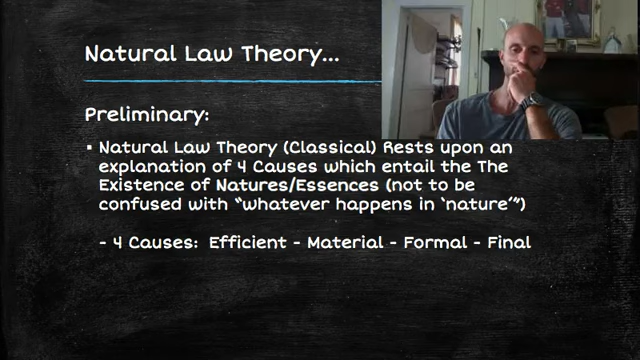 Natural Law Theory...
Preliminary:
▪ Natural Law Theory (Classical) Rests upon an
explanation of 4 Causes which entail the The
Existence of Natures/Essences (not to be
confused with “whatever happens in ‘nature’”)
- 4 Causes: Efficient - Material - Formal - Final